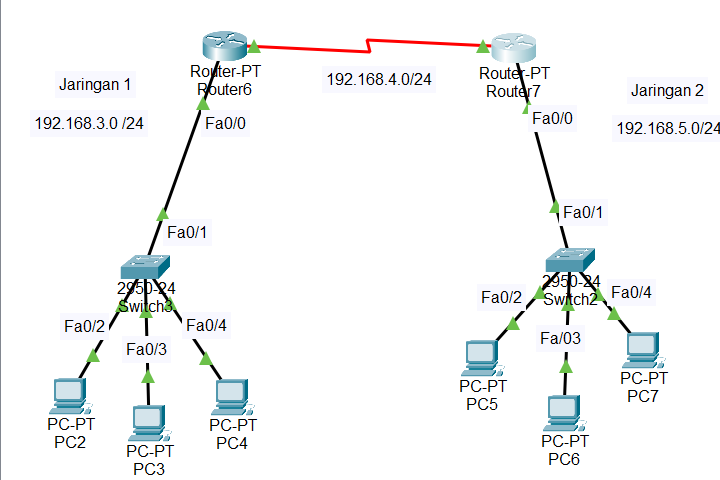 Router-PT
Router6
192.168.4.0/24
Router-PT
Router7
Jaringan 1
192.168.3.0 /24
Jaringan 2
192.168.5.0/24
Fa0/0
Fa0/0
Fa0/1
Fa0/1
2950-24
Switch3
2950-24
Switch2
Fa0/2
Fa0/3
Fa0/4
Fa0/2
Fa/03
Fa0/4
PC-PT
PC2
PC-PT
PC3
PC-PT
PC4
PC-PT
PC5
PC-PT
PC6
PC-PT
PC7